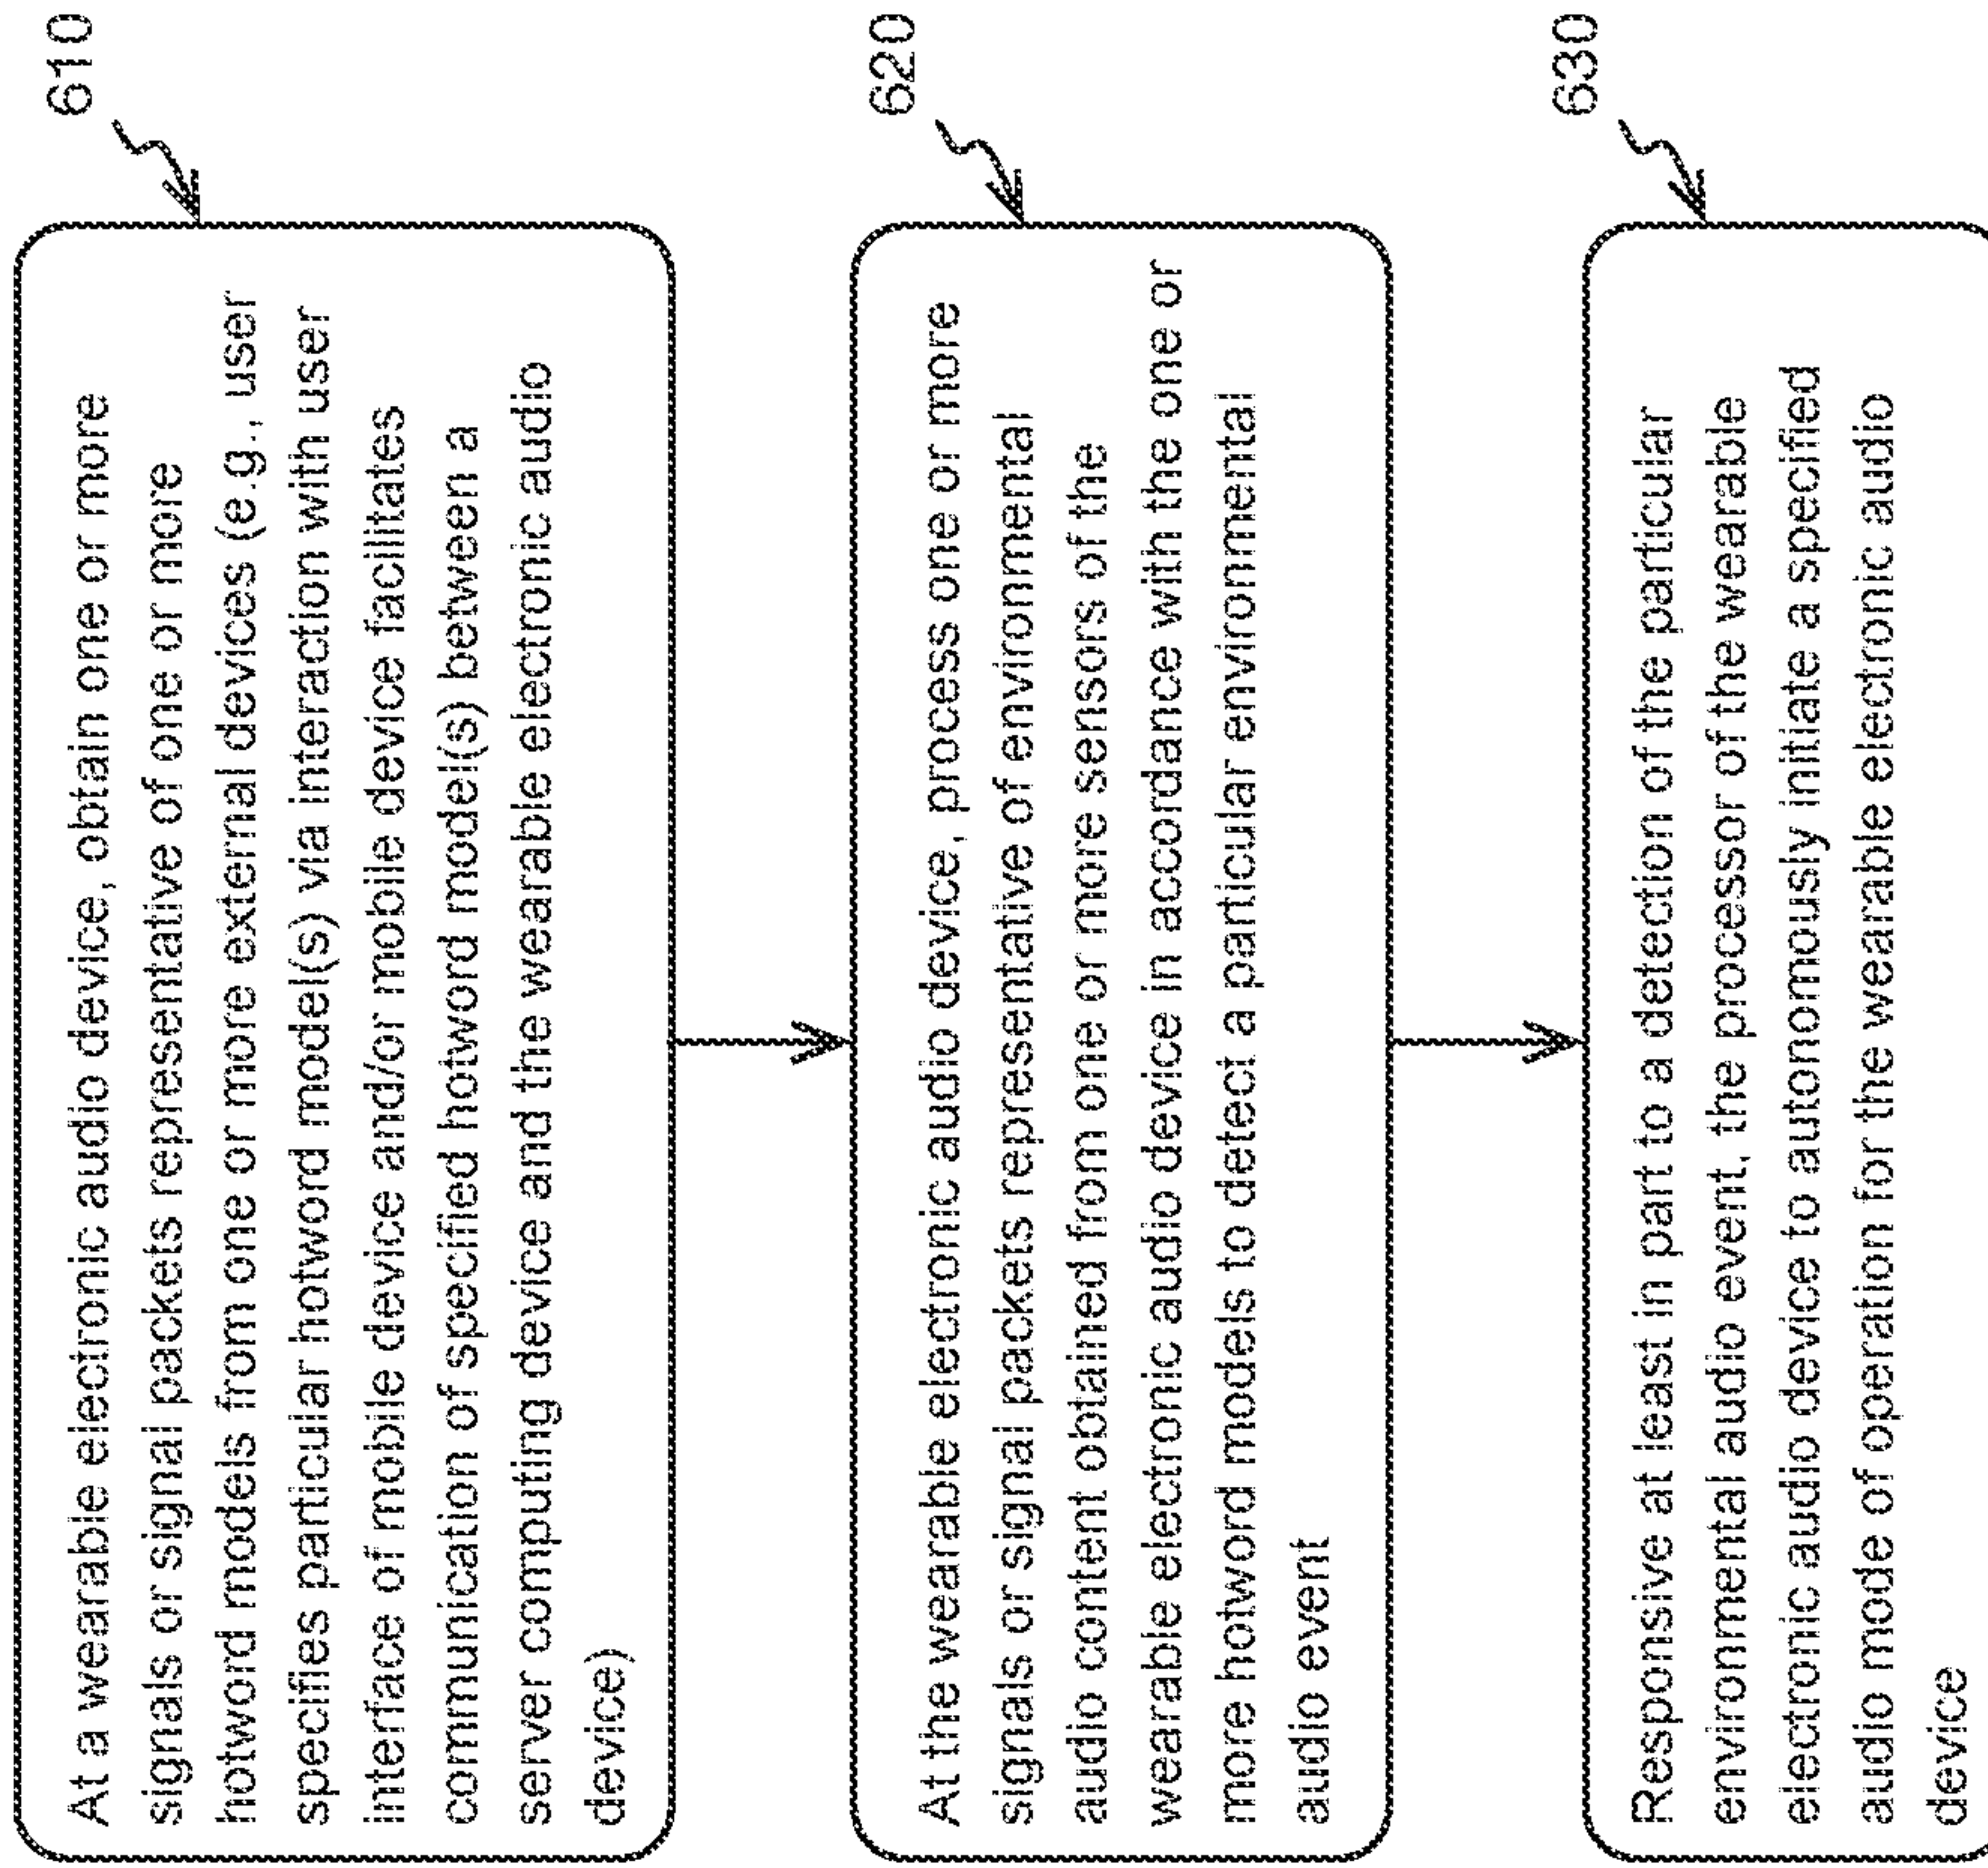 610
At a wearable electronic audio device, obtain one or more
signals or signal packets representative of one or more
hotword models from one or more external devices (e.g., user
specifies particular hotword model(s) via interaction with user
interface of mobile device and/or mobile device facilitates
communication of specified hotword model(s) between a
server computing device and the wearable electronic audio
device)
620
At the wearable electronic audio device, process one or more
signals or signal packets representative of environmental
audio content obtained from one or more sensors of the
wearable electronic audio device in accordance with the one or
more hotword models to detect a particular environmental
audio event
630
Responsive at least in part to a detection of the particular
environmental audio event, the processor of the wearable
electronic audio device to autonomously initiate a specified
audio mode of operation for the wearable electronic audio
device